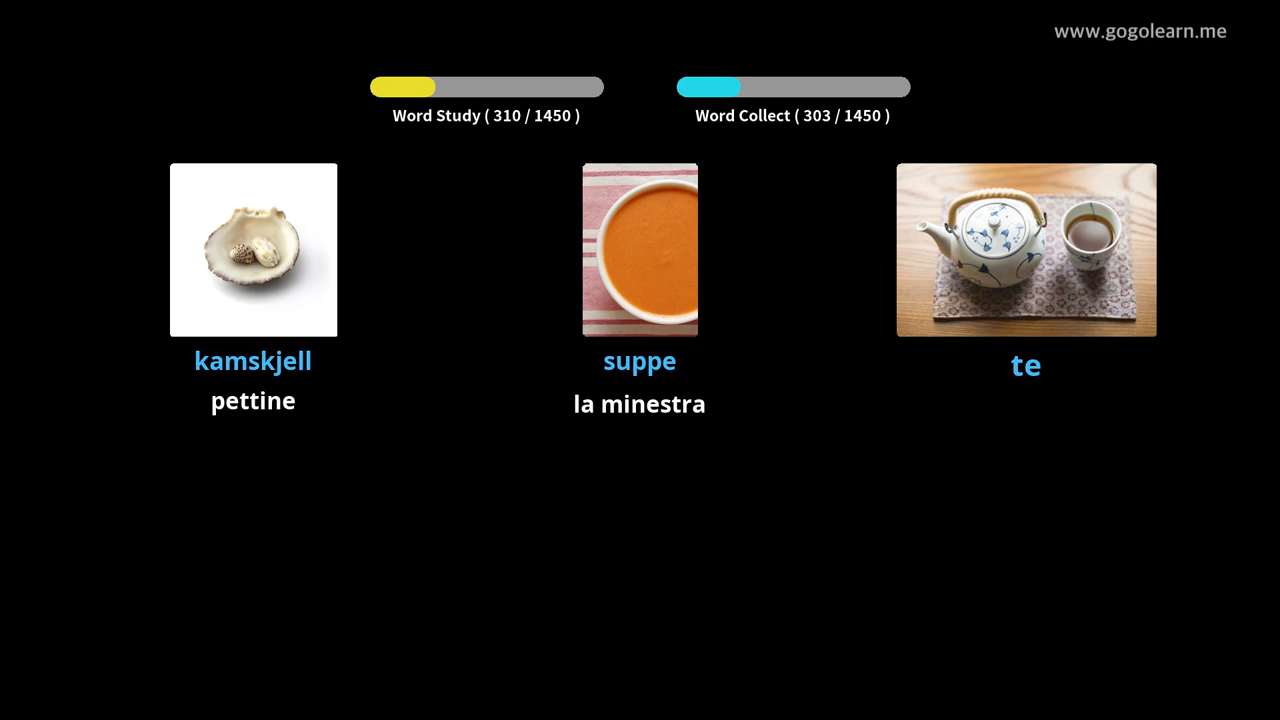 www.gogolearn.me
Word Study ( 310 / 1450 )
Word Collect ( 303 / 1450 )
kamskjell
pettine
suppe
la minestra
te